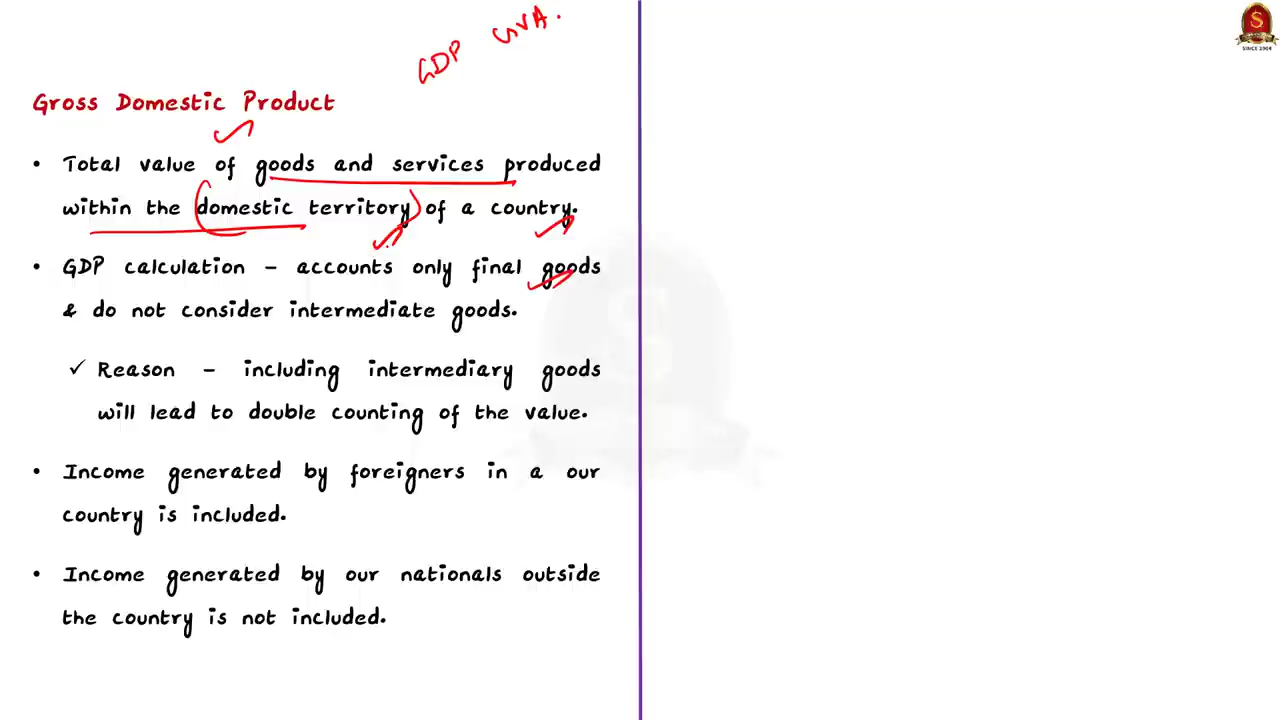 GDP GVA.
Gross Domestic Product
• Total value of goods and services produced
within the domestic territory of a country.
• GDP calculation – accounts only final goods
& do not consider intermediate goods.
✓ Reason – including intermediary goods
will lead to double counting of the value.
• Income generated by foreigners in a our
country is included.
• Income generated by our nationals outside
the country is not included.
S
SINCE 2004